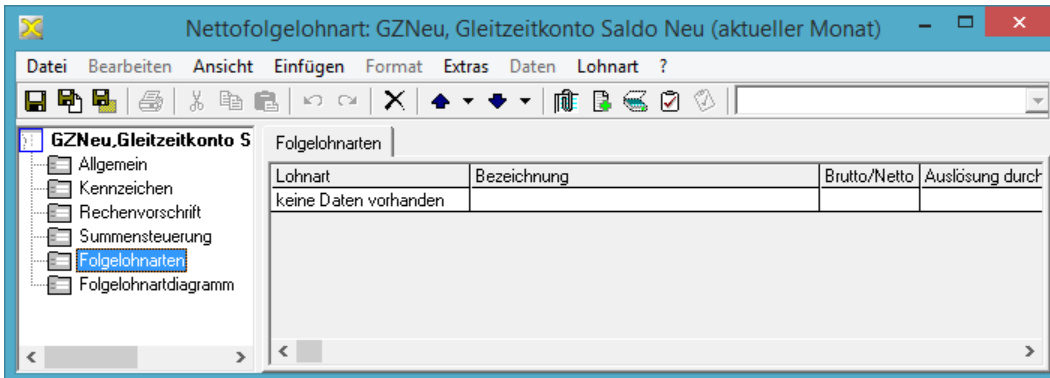 Nettofolgelohnart: GZNeu, Gleitzeitkonto Saldo Neu (aktueller Monat)
Datei Bearbeiten Ansicht Einfügen Format Extras Daten Lohnart ?
GZNeu,Gleitzeitkonto S
Allgemein
Kennzeichen
Rechenvorschrift
Summensteuerung
Folgelohnarten
Folgelohnartdiagramm
Folgelohnarten
Lohnart Bezeichnung Brutto/Netto Auslösung durch
keine Daten vorhanden